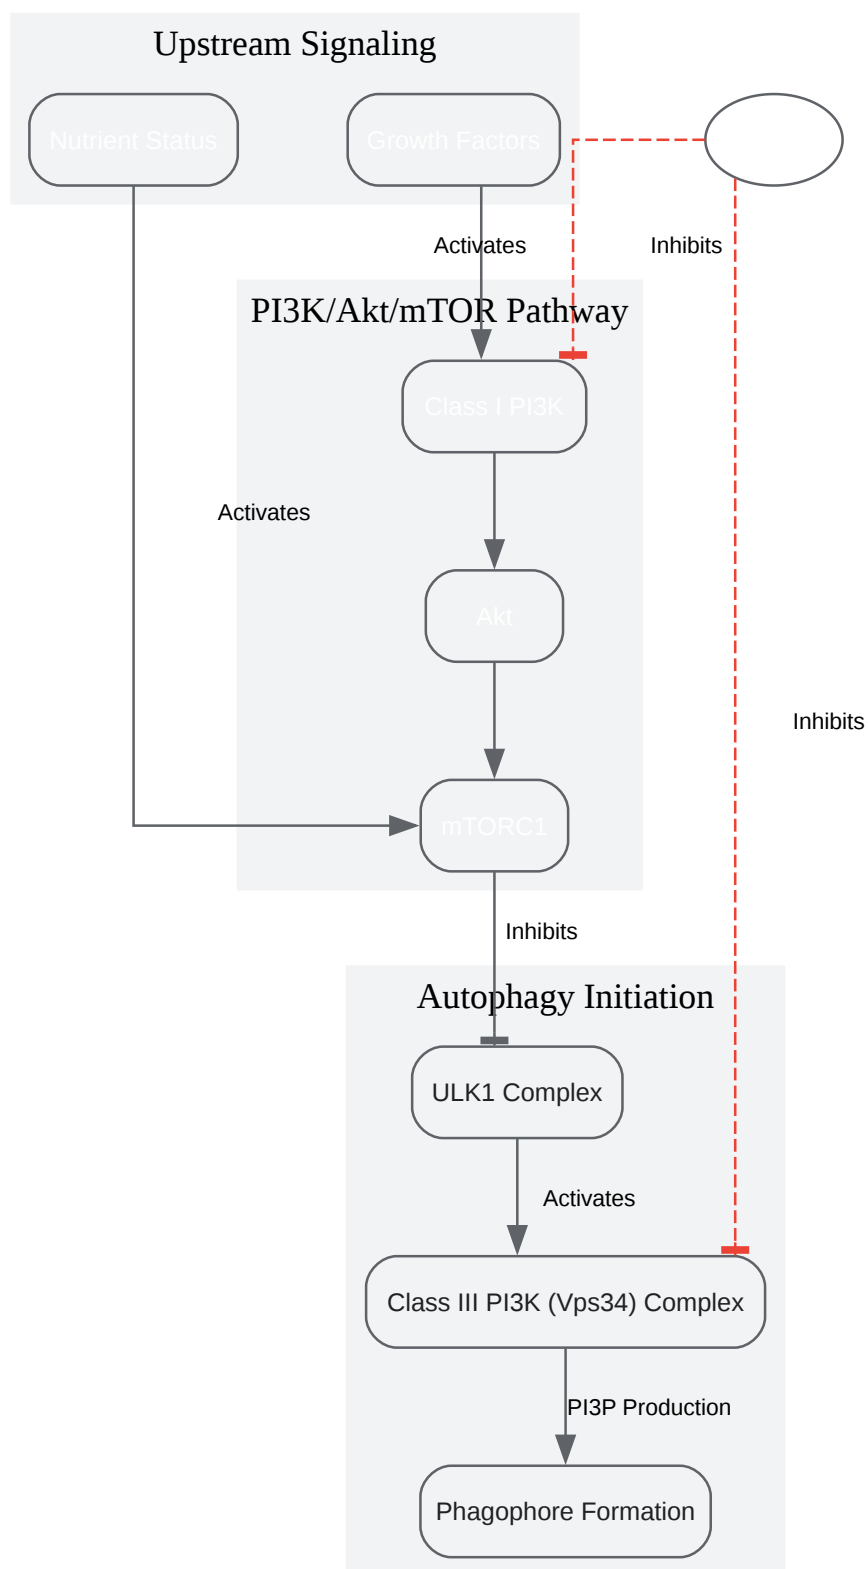 Upstream Signaling
Nutrient Status
Growth Factors
Activates
Inhibits
PI3K/Akt/mTOR Pathway
Class I PI3K
Activates
Akt
Inhibits
mTORC1
Inhibits
Autophagy Initiation
ULK1 Complex
Activates
Class III PI3K (Vps34) Complex
PI3P Production
Phagophore Formation